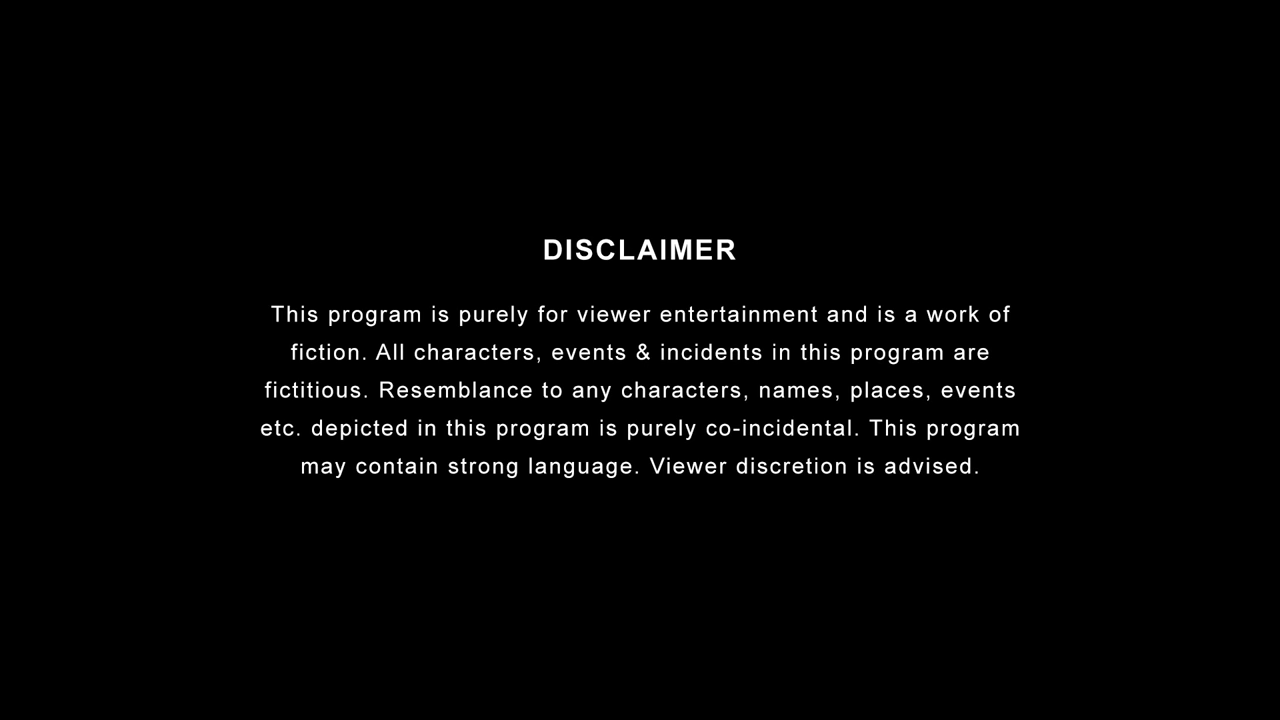 DISCLAIMER
This program is purely for viewer entertainment and is a work of
fiction. All characters, events & incidents in this program are
fictitious. Resemblance to any characters, names, places, events
etc. depicted in this program is purely co-incidental. This program
may contain strong language. Viewer discretion is advised.